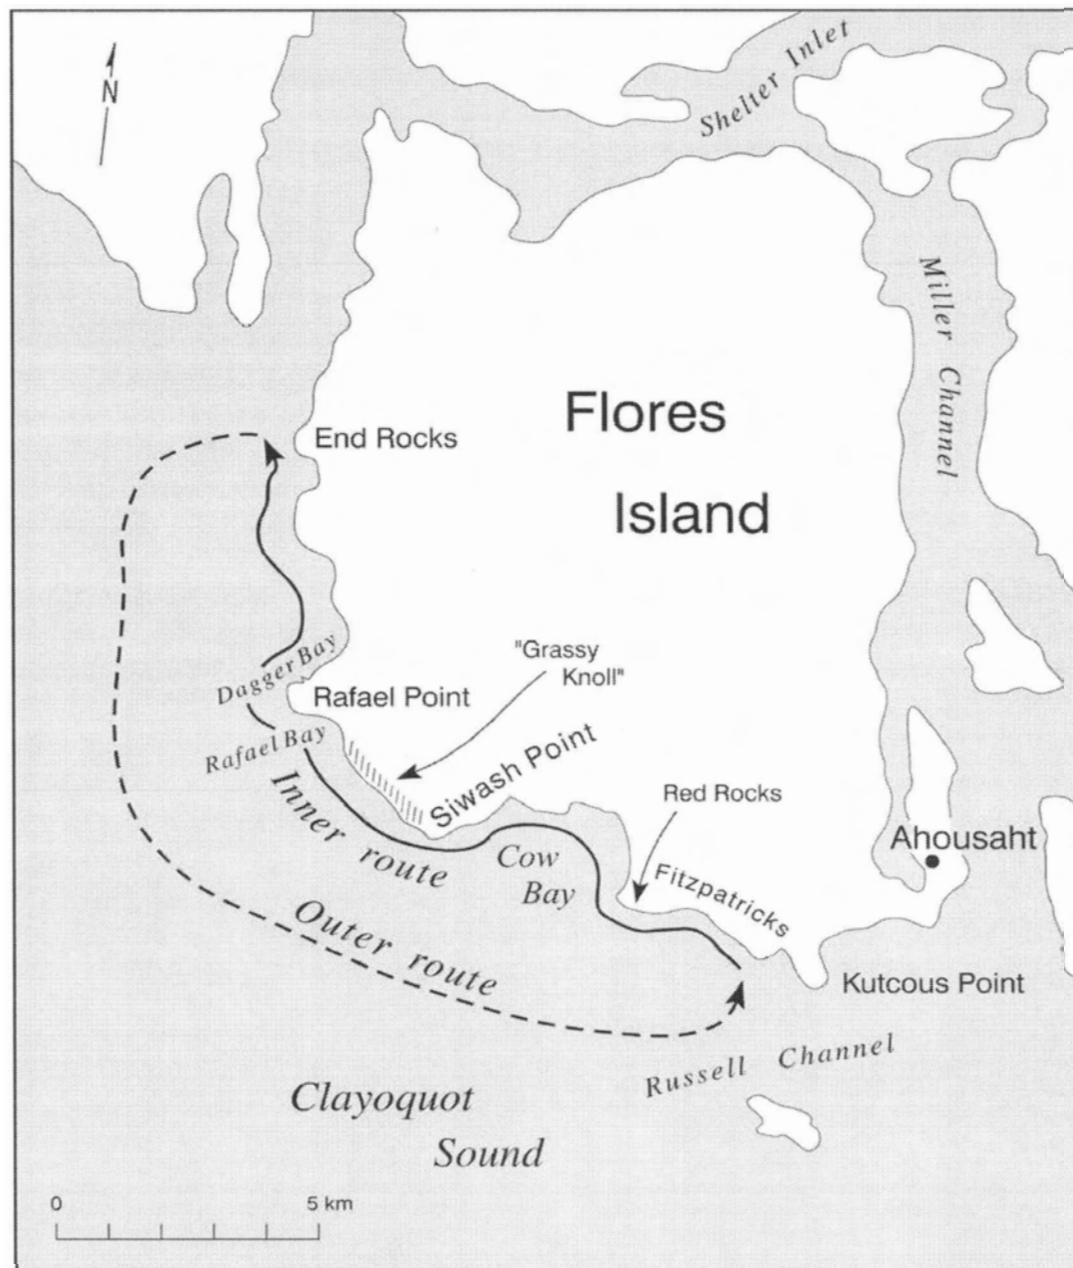 N
Shelter Inlet
Miller Channel
Flores
Island
End Rocks
"Grassy
Knoll"
Dagger Bay
Rafael Point
Rafael Bay
Siwash Point
Inner route
Red Rocks
Cow
Bay
Ahousaht
Fitzpatricks
Outer route
Kutcous Point
Russell Channel
Clayoquot
Sound
0
5 km